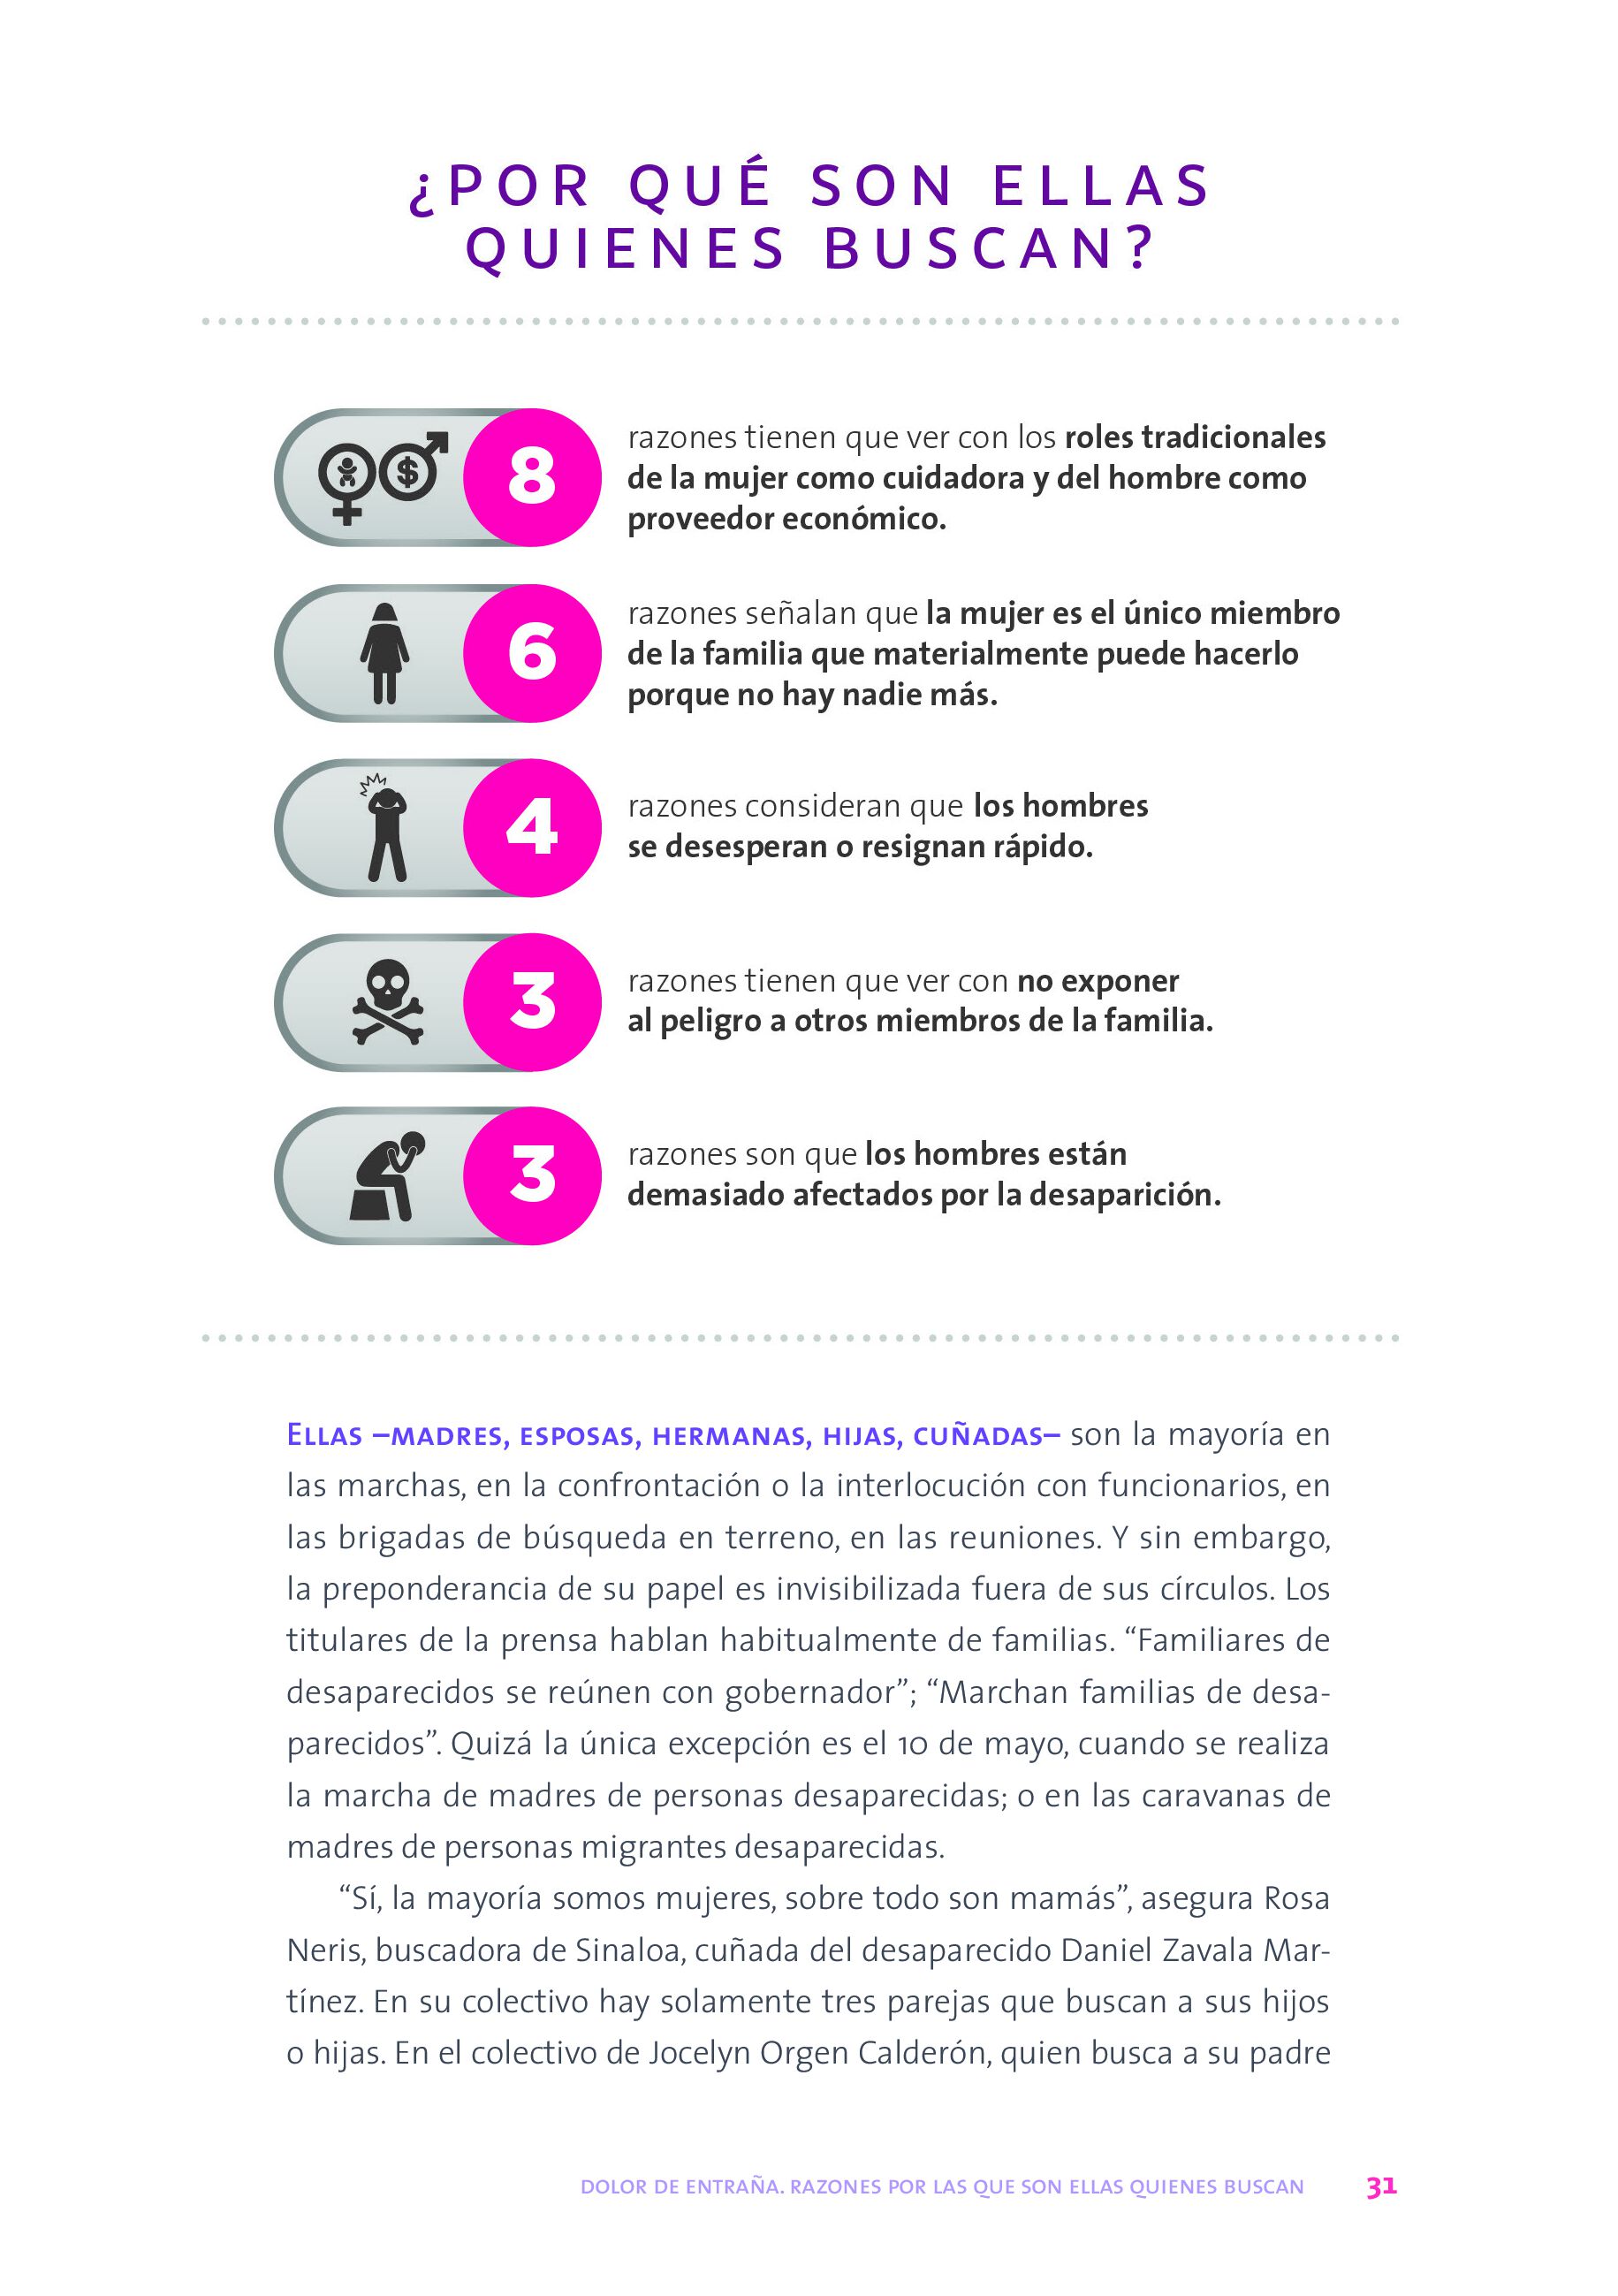 ¿POR QUÉ SON ELLAS
QUIENES BUSCAN?
8
razones tienen que ver con los roles tradicionales
de la mujer como cuidadora y del hombre como
proveedor económico.
6
razones señalan que la mujer es el único miembro
de la familia que materialmente puede hacerlo
porque no hay nadie más.
4
razones consideran que los hombres
se desesperan o resignan rápido.
3
razones tienen que ver con no exponer
al peligro a otros miembros de la familia.
3
razones son que los hombres están
demasiado afectados por la desaparición.
Ellas –madres, esposas, hermanas, hijas, cuñadas– son la mayoría en
las marchas, en la confrontación o la interlocución con funcionarios, en
las brigadas de búsqueda en terreno, en las reuniones. Y sin embargo,
la preponderancia de su papel es invisibilizada fuera de sus círculos. Los
titulares de la prensa hablan habitualmente de familias. “Familiares de
desaparecidos se reúnen con gobernador”; “Marchan familias de desa-
parecidos”. Quizá la única excepción es el 10 de mayo, cuando se realiza
la marcha de madres de personas desaparecidas; o en las caravanas de
madres de personas migrantes desaparecidas.
“Sí, la mayoría somos mujeres, sobre todo son mamás”, asegura Rosa
Neris, buscadora de Sinaloa, cuñada del desaparecido Daniel Zavala Mar-
tínez. En su colectivo hay solamente tres parejas que buscan a sus hijos
o hijas. En el colectivo de Jocelyn Orgen Calderón, quien busca a su padre
DOLOR DE ENTRAÑA. RAZONES POR LAS QUE SON ELLAS QUIENES BUSCAN 31